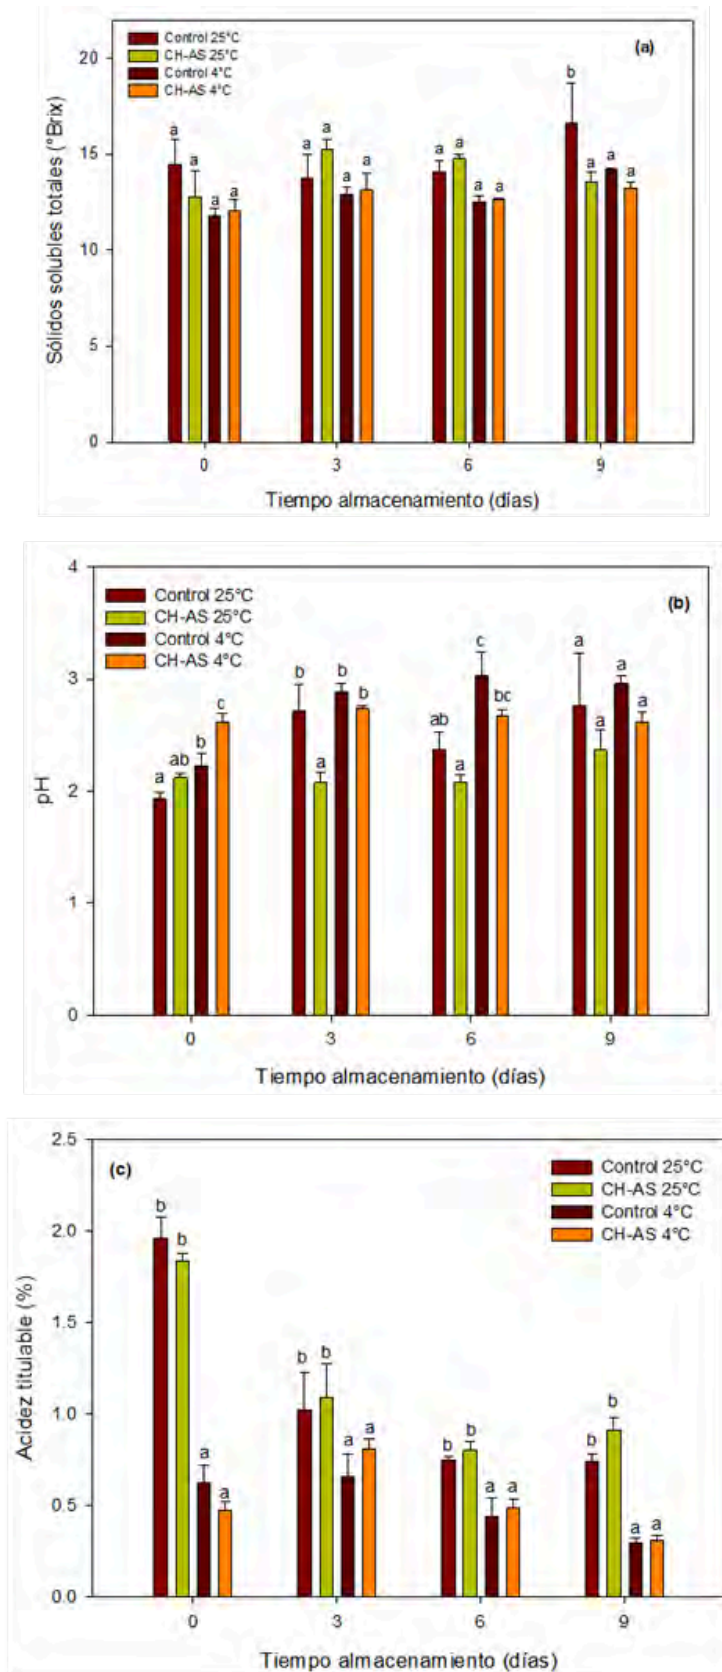 (a)
Control 25°C
CH-AS 25°C
Control 4°C
CH-AS 4°C
Sólidos solubles totales (°Brix)
20
15
10
5
0
a a a a
a a a a
a a a a
b a a a
0 3 6 9
Tiempo almacenamiento (días)
(b)
Control 25°C
CH-AS 25°C
Control 4°C
CH-AS 4°C
pH
4
3
2
1
0
a ab b c
b a b b
ab a c bc
a a a a
0 3 6 9
Tiempo almacenamiento (días)
(c)
Control 25°C
CH-AS 25°C
Control 4°C
CH-AS 4°C
Acidez titulable (%)
2.5
2.0
1.5
1.0
0.5
0.0
b b a a
b b a a
b b a a
b b a a
0 3 6 9
Tiempo almacenamiento (días)